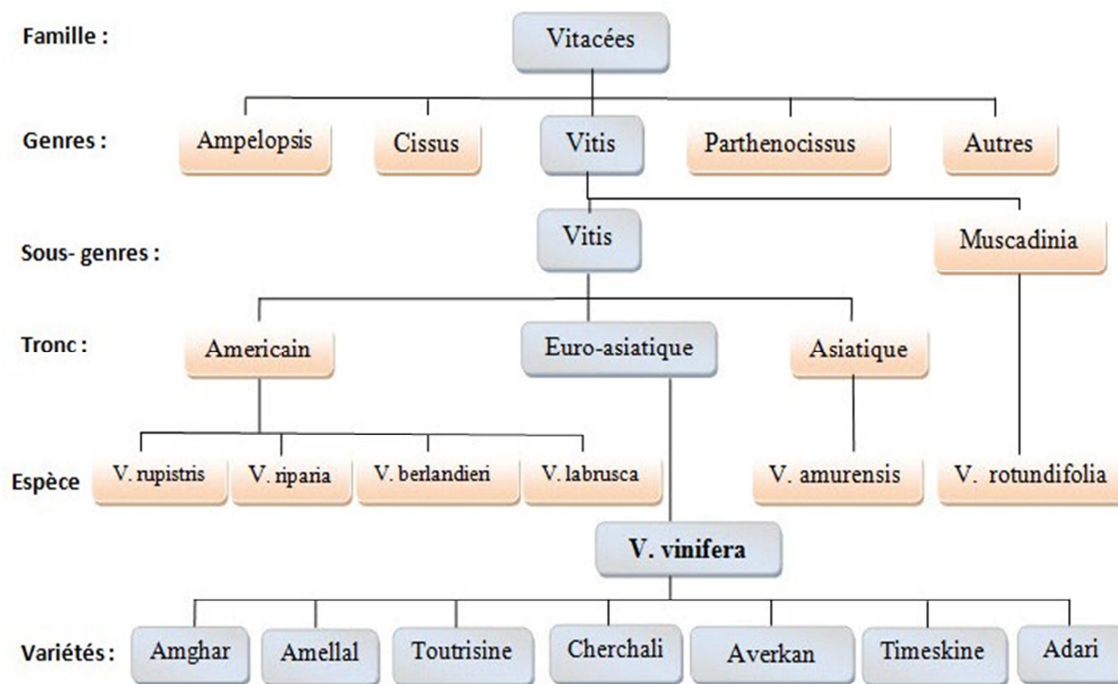 Famille :
Vitacées
Genres :
Ampelopsis
Cissus
Vitis
Parthenocissus
Autres
Sous- genres :
Vitis
Muscadinia
Tronc :
Americain
Euro-asiatique
Asiatique
Espèce
V. rupistris
V. riparia
V. berlandieri
V. labrusca
V. amurensis
V. rotundifolia
V. vinifera
Variétés :
Amghar
Amellal
Toutrisine
Cherchali
Averkan
Timeskine
Adari